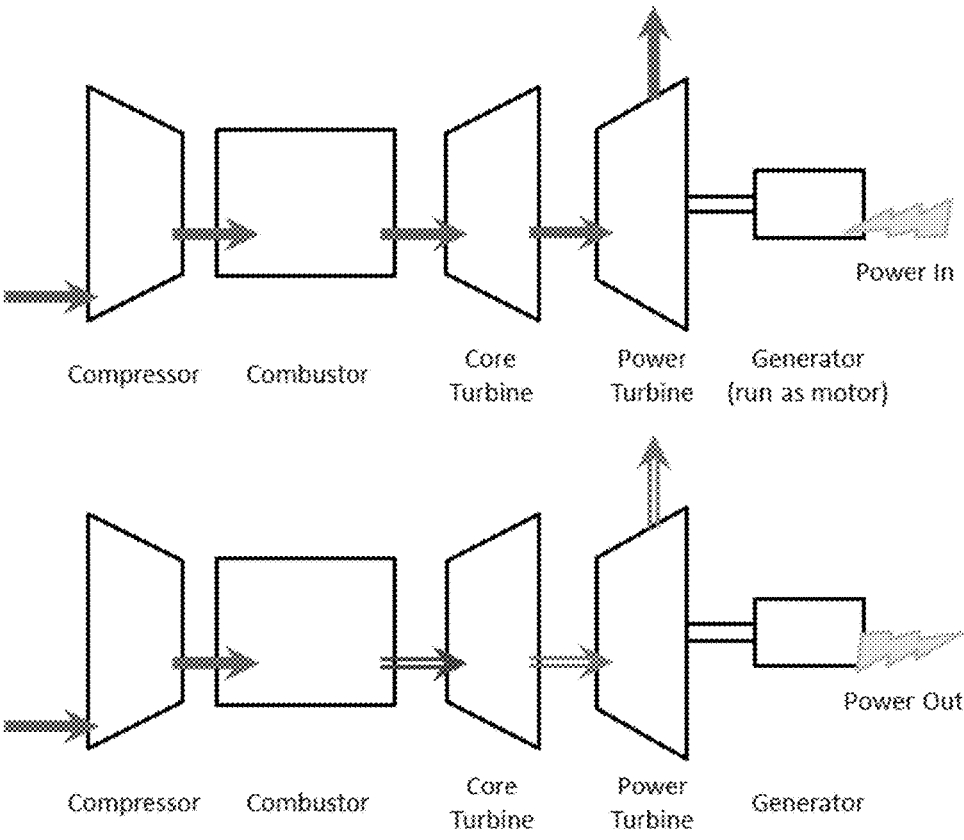 Power In
Compressor
Combustor
Core
Turbine
Power
Turbine
Generator
(run as motor)
Power Out
Compressor
Combustor
Core
Turbine
Power
Turbine
Generator